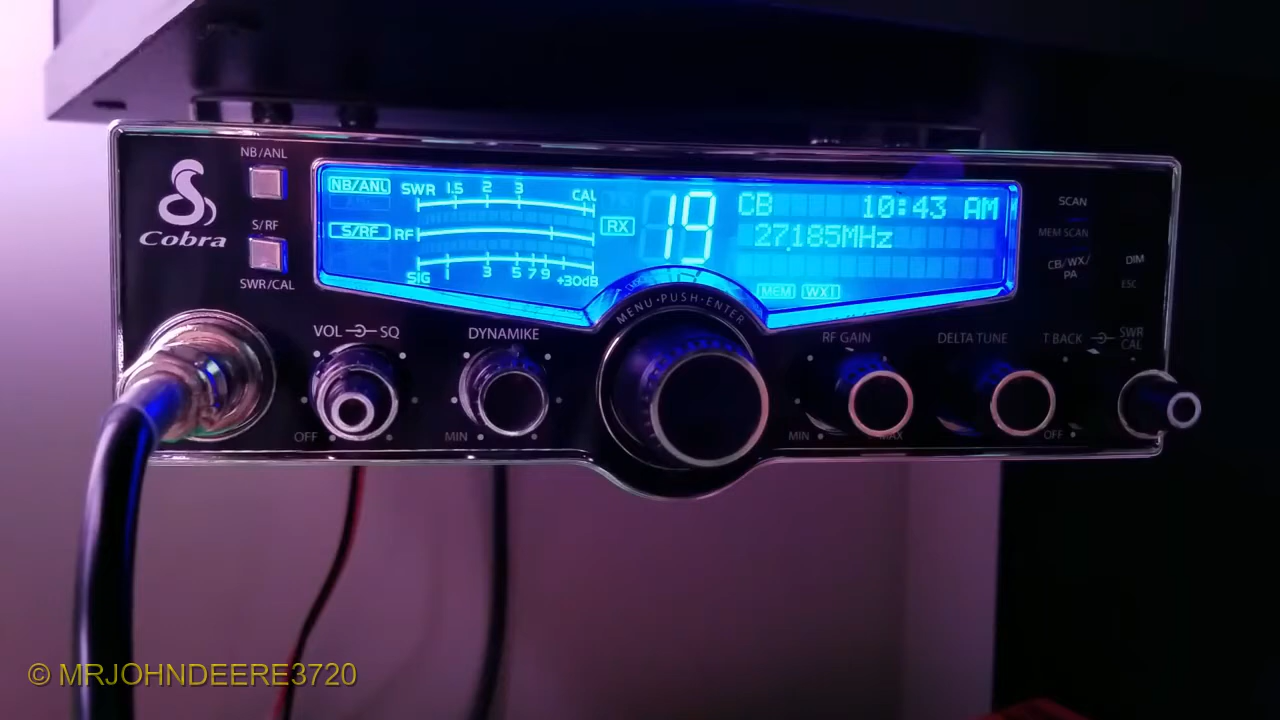 NB/ANL
Cobra
S/RF
SWR/CAL
NB/ANL
SWR 1.5 2 3 CAL
S/RF RF
SIG 1 3 5 7 9 +30dB
RX
19
CB 10:43 AM
27.185MHz
MEM WX
SCAN
MEM SCAN
CB/WX/
PA
DIM
ESC
MENU•PUSH•ENTER
VOL SQ
OFF
DYNAMIKE
MIN
RF GAIN
MIN MAX
DELTA TUNE
T BACK SWR
CAL
OFF
© MRJOHNDEERE3720